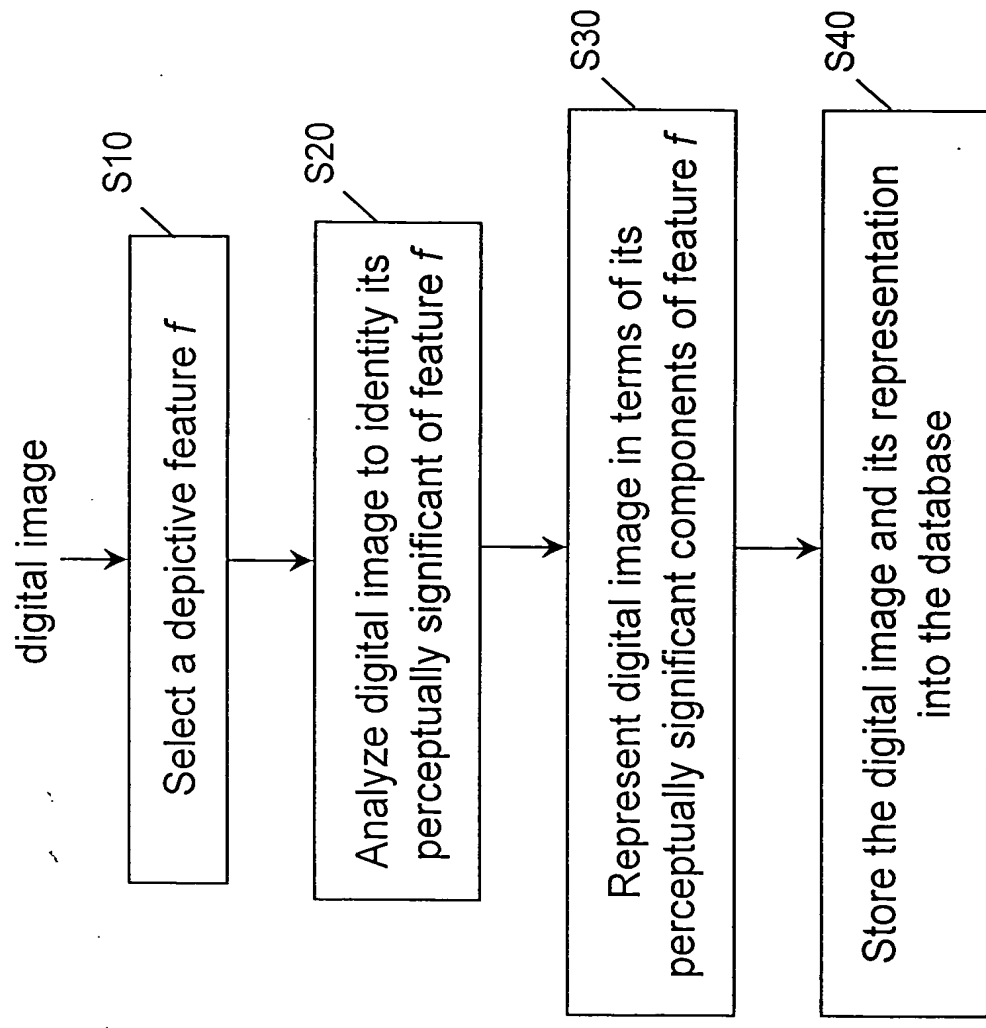 digital image
S10
Select a depictive feature f
S20
Analyze digital image to identity its
perceptually significant of feature f
S30
Represent digital image in terms of its
perceptually significant components of feature f
S40
Store the digital image and its representation
into the database